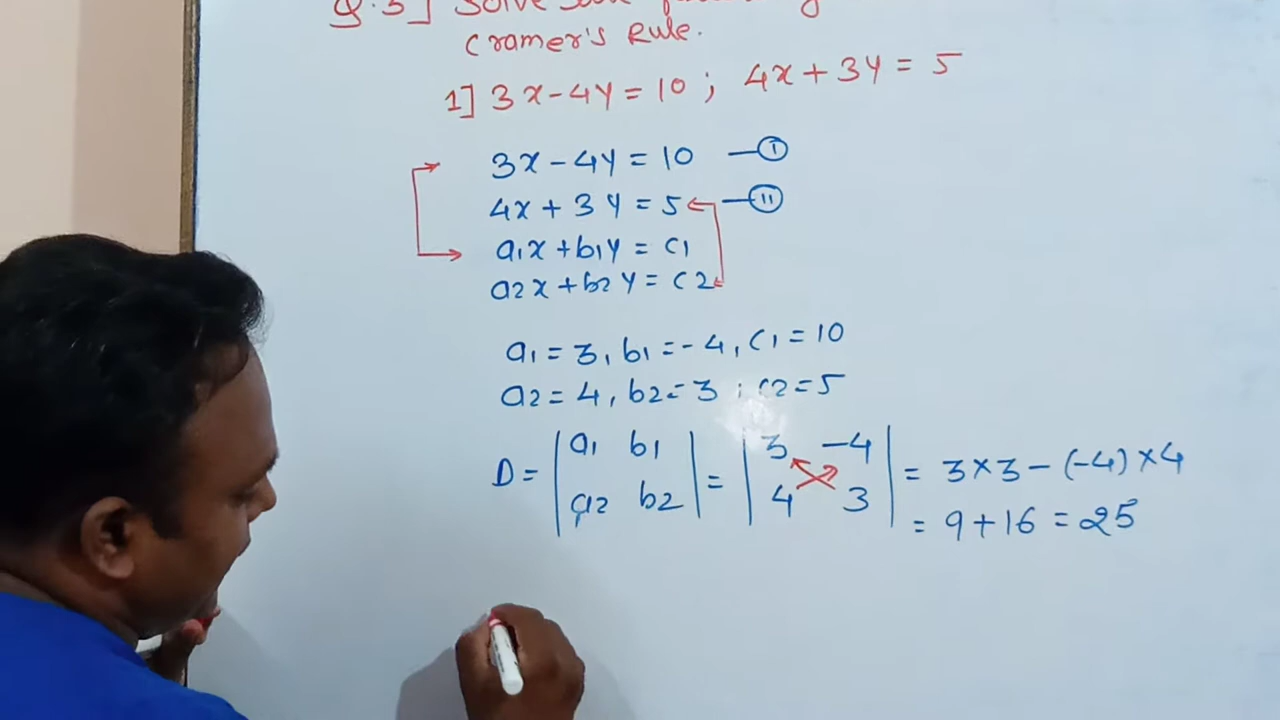 Q.5] Solve
Cramer's Rule.
1] 3x-4y=10; 4x+3y=5
3x-4y=10 —(I)
4x+3y=5 —(II)
a1x+b1y=c1
a2x+b2y=c2
a1=3, b1=-4, c1=10
a2=4, b2=3; c2=5
D= |a1 b1| = |3 -4| = 3×3-(-4)×4
|a2 b2| |4 3| = 9+16=25